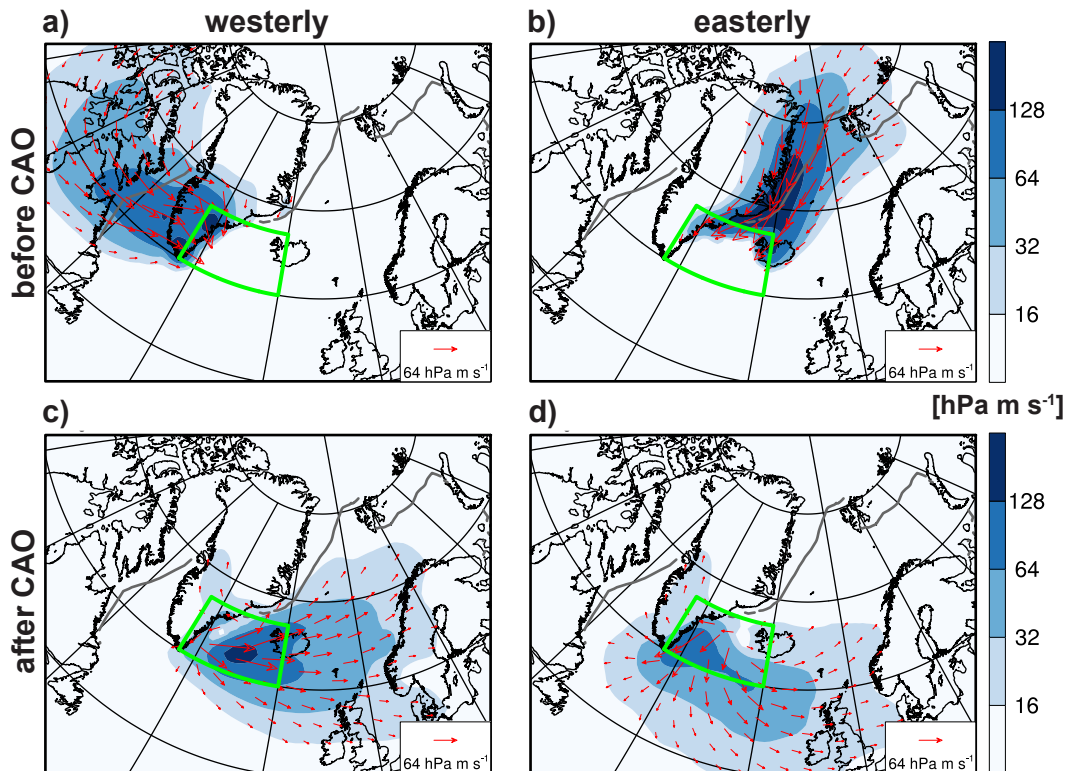 a) westerly
b) easterly
before CAO
64 hPa m s⁻¹
64 hPa m s⁻¹
128
64
32
16
[hPa m s⁻¹]
c)
d)
after CAO
64 hPa m s⁻¹
64 hPa m s⁻¹
128
64
32
16